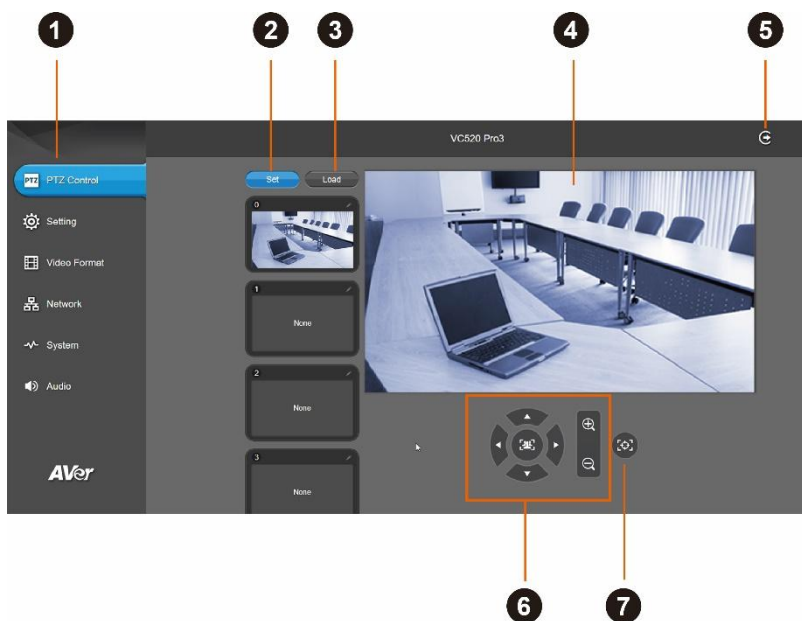 1 2 3 4 5
VC520 Pro3
PTZ PTZ Control
Set Load
0
Setting
Video Format
1
Network
None
System
2
Audio
None
3
AVer
None
6 7